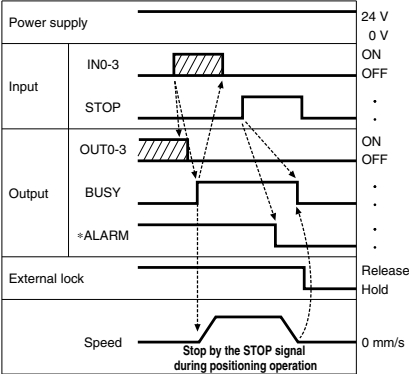 Power supply
24 V
0 V
Input
IN0-3
ON
OFF
STOP
Output
OUT0-3
ON
OFF
BUSY
*ALARM
External lock
Release
Hold
Speed
0 mm/s
Stop by the STOP signal
during positioning operation